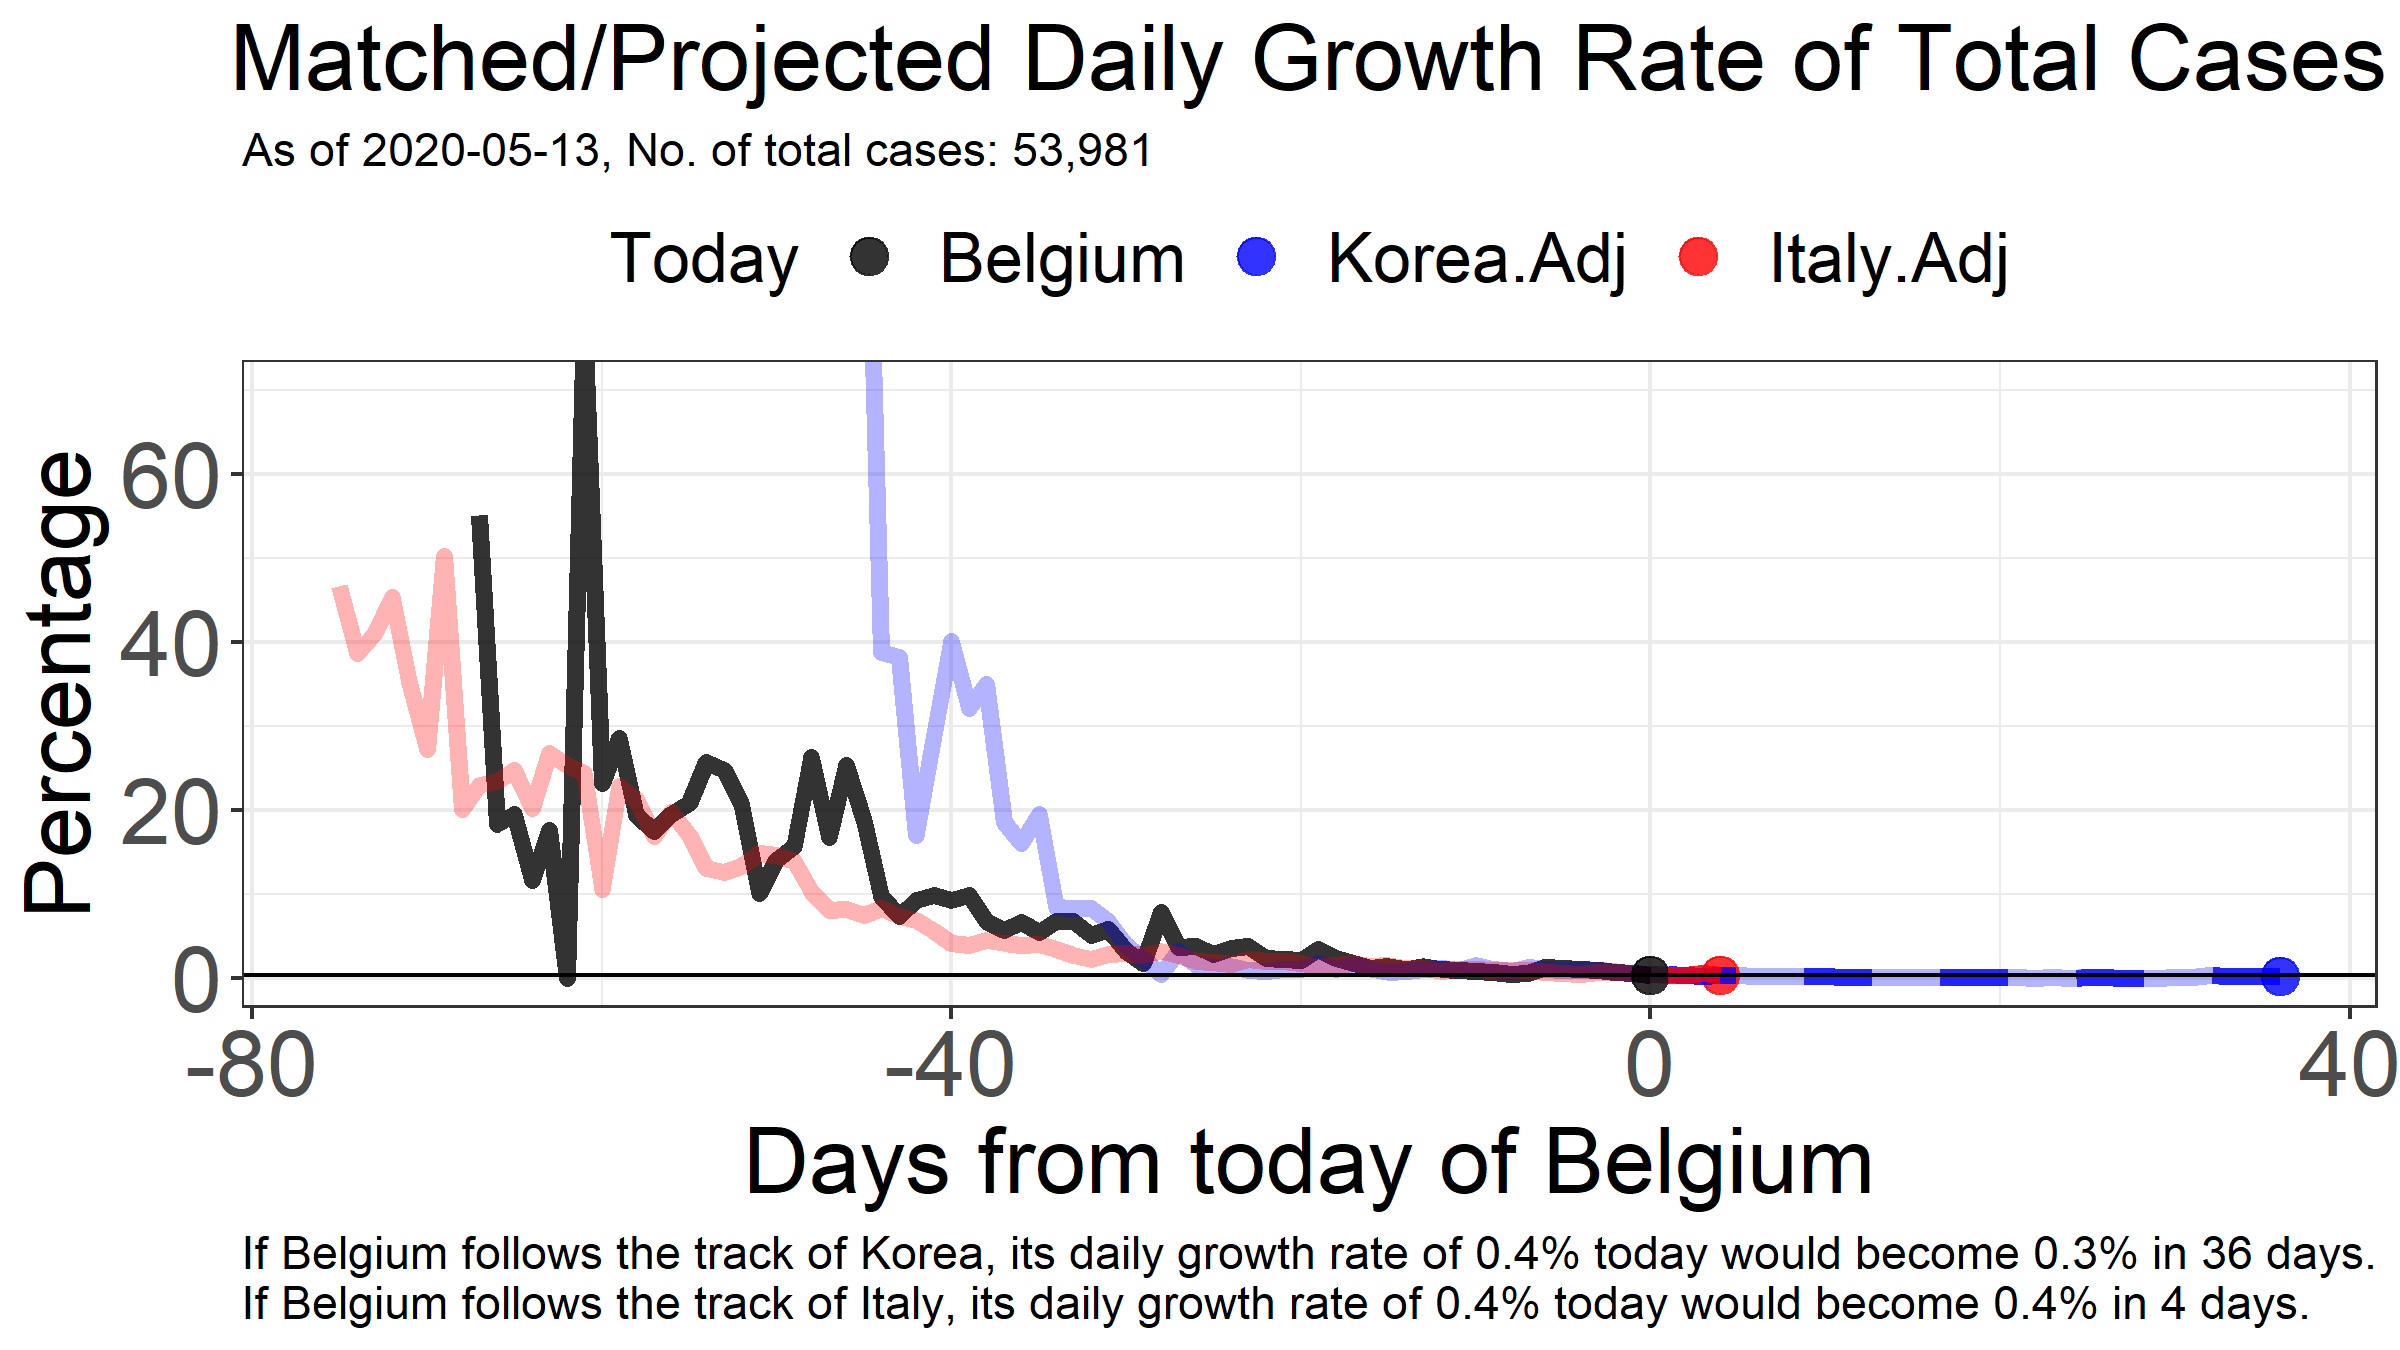 Matched/Projected Daily Growth Rate of Total Cases
As of 2020-05-13, No. of total cases: 53,981
Today Belgium Korea.Adj Italy.Adj
Percentage
60
40
20
0
-80 -40 0 40
Days from today of Belgium
If Belgium follows the track of Korea, its daily growth rate of 0.4% today would become 0.3% in 36 days.
If Belgium follows the track of Italy, its daily growth rate of 0.4% today would become 0.4% in 4 days.